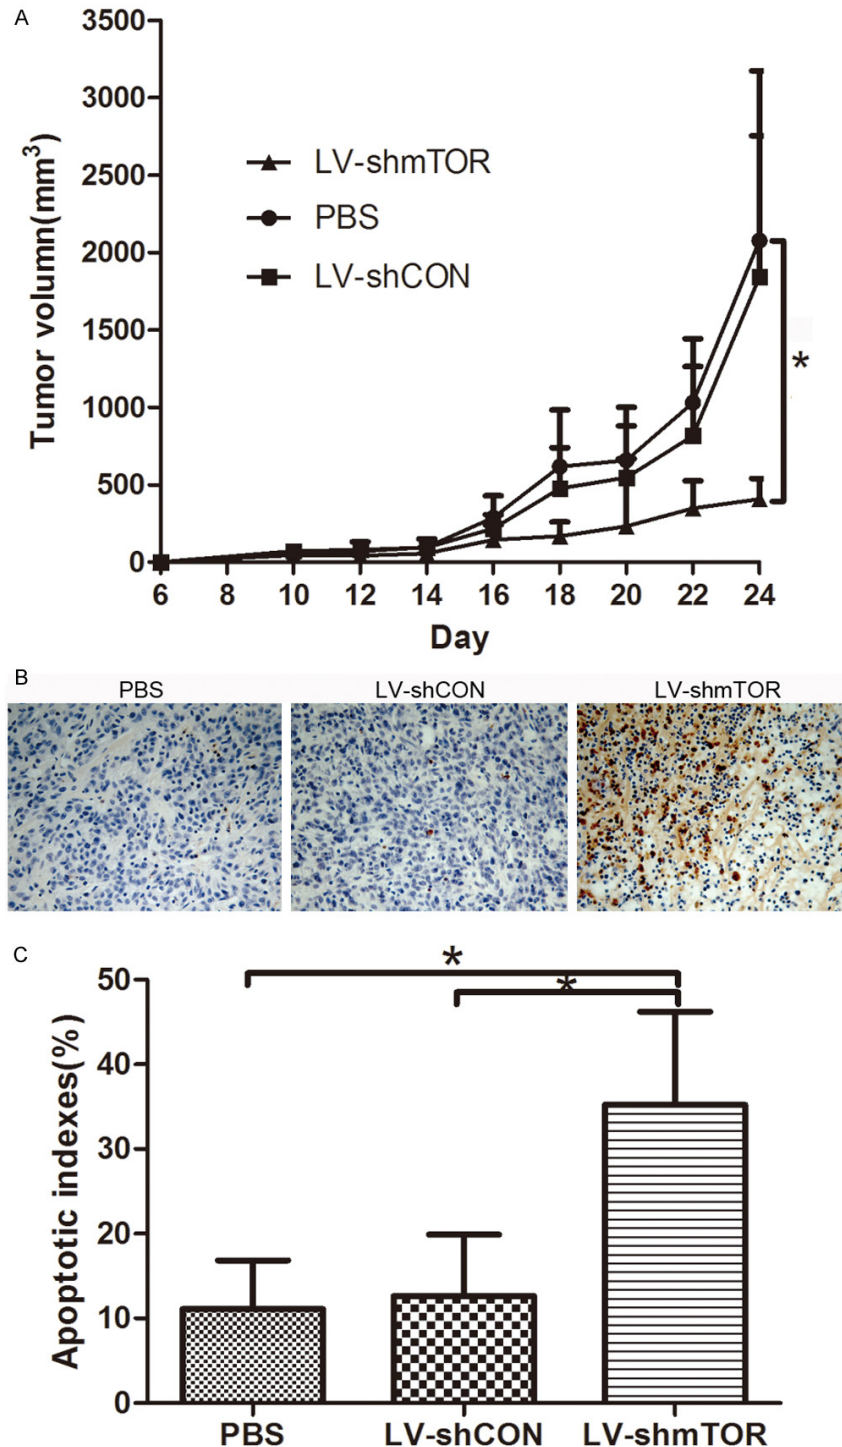 A
3500
3000
2500
2000
1500
1000
500
0
Tumor volumn(mm³)
LV-shmTOR
PBS
LV-shCON
*
6 8 10 12 14 16 18 20 22 24
Day
B
PBS LV-shCON LV-shmTOR
C
50
40
30
20
10
0
Apoptotic indexes(%)
*
*
PBS LV-shCON LV-shmTOR